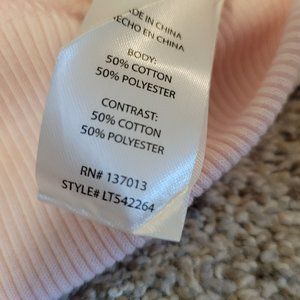 ADE IN CHINA
HECHO EN CHINA
BODY:
50% COTTON
50% POLYESTER
CONTRAST:
50% COTTON
50% POLYESTER
RN# 137013
STYLE# LT542264